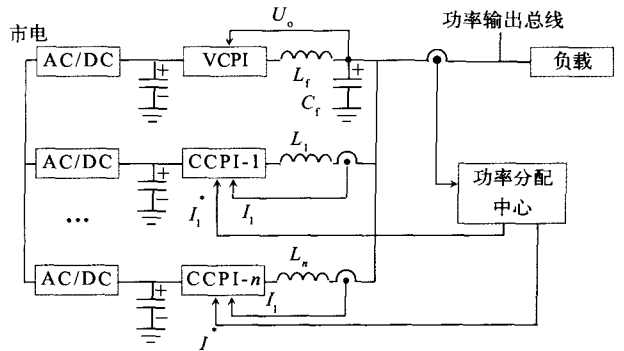 市电
U_o
功率输出总线
AC/DC
+
−
VCPI
L_f
+
C_f
负载
AC/DC
+
−
CCPI-1
L_1
I_1^*
I_1
功率分配
中心
...
AC/DC
+
−
CCPI-n
L_n
I_1
I^*